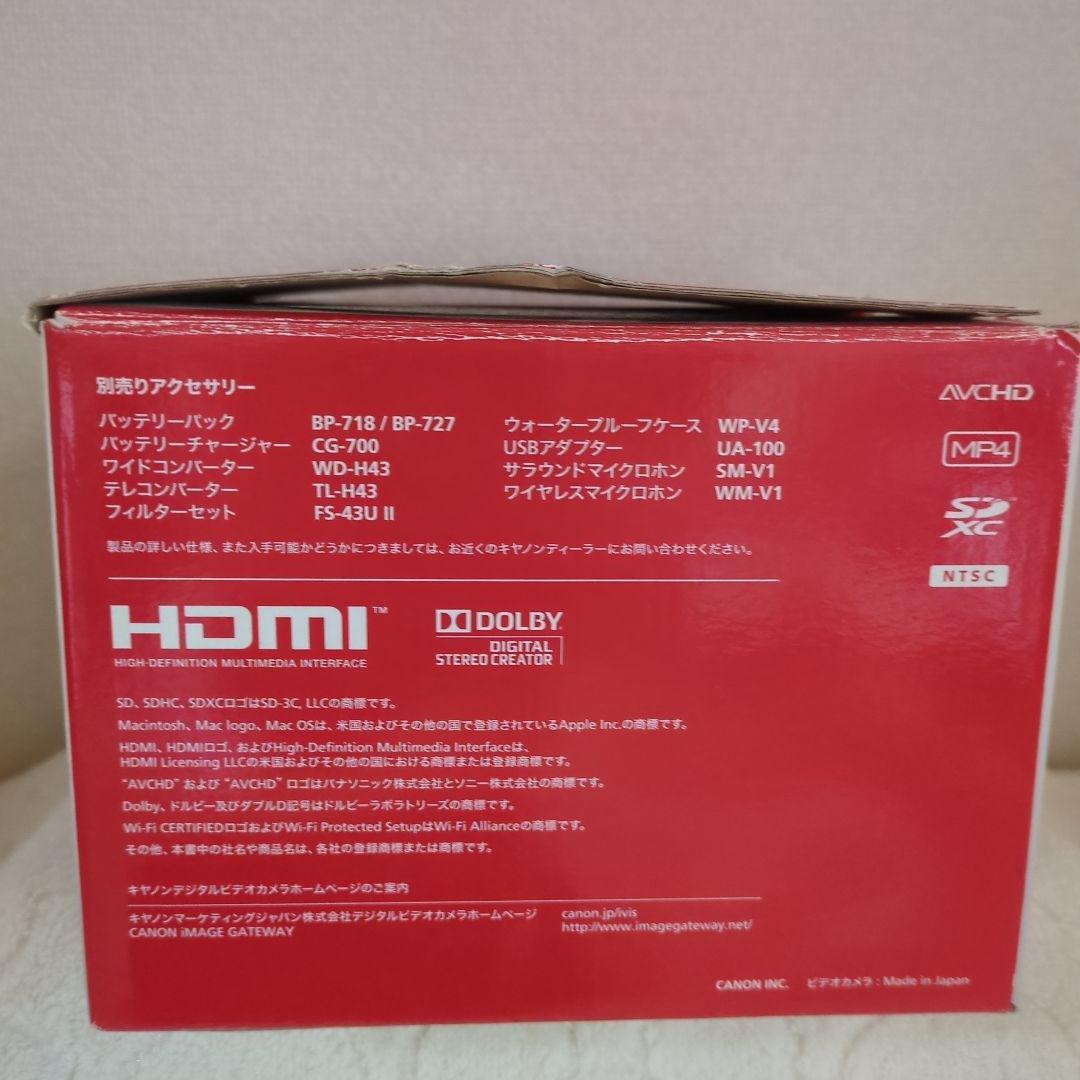 別売りアクセサリー
バッテリーパック BP-718 / BP-727
バッテリーチャージャー CG-700
ワイドコンバーター WD-H43
テレコンバーター TL-H43
フィルターセット FS-43U II
ウォータープルーフケース WP-V4
USBアダプター UA-100
サラウンドマイクロホン SM-V1
ワイヤレスマイクロホン WM-V1
製品の詳しい仕様、また入手可能かどうかにつきましては、お近くのキヤノンディーラーにお問い合わせください。
AVCHD
MP4
SD
XC
NTSC
HDMI™
HIGH-DEFINITION MULTIMEDIA INTERFACE
DOLBY
DIGITAL
STEREO CREATOR
SD、SDHC、SDXCロゴはSD-3C, LLCの商標です。
Macintosh、Mac logo、Mac OSは、米国およびその他の国で登録されているApple Inc.の商標です。
HDMI、HDMIロゴ、およびHigh-Definition Multimedia Interfaceは、
HDMI Licensing LLCの米国およびその他の国における商標または登録商標です。
“AVCHD” および “AVCHD” ロゴはパナソニック株式会社とソニー株式会社の商標です。
Dolby、ドルビー及びダブルD記号はドルビーラボラトリーズの商標です。
Wi-Fi CERTIFIEDロゴおよびWi-Fi Protected SetupはWi-Fi Allianceの商標です。
その他、本書中の社名や商品名は、各社の登録商標または商標です。
キヤノンデジタルビデオカメラホームページのご案内
キヤノンマーケティングジャパン株式会社デジタルビデオカメラホームページ canon.jp/ivis
CANON iMAGE GATEWAY http://www.imagegateway.net/
CANON INC. ビデオカメラ : Made in Japan